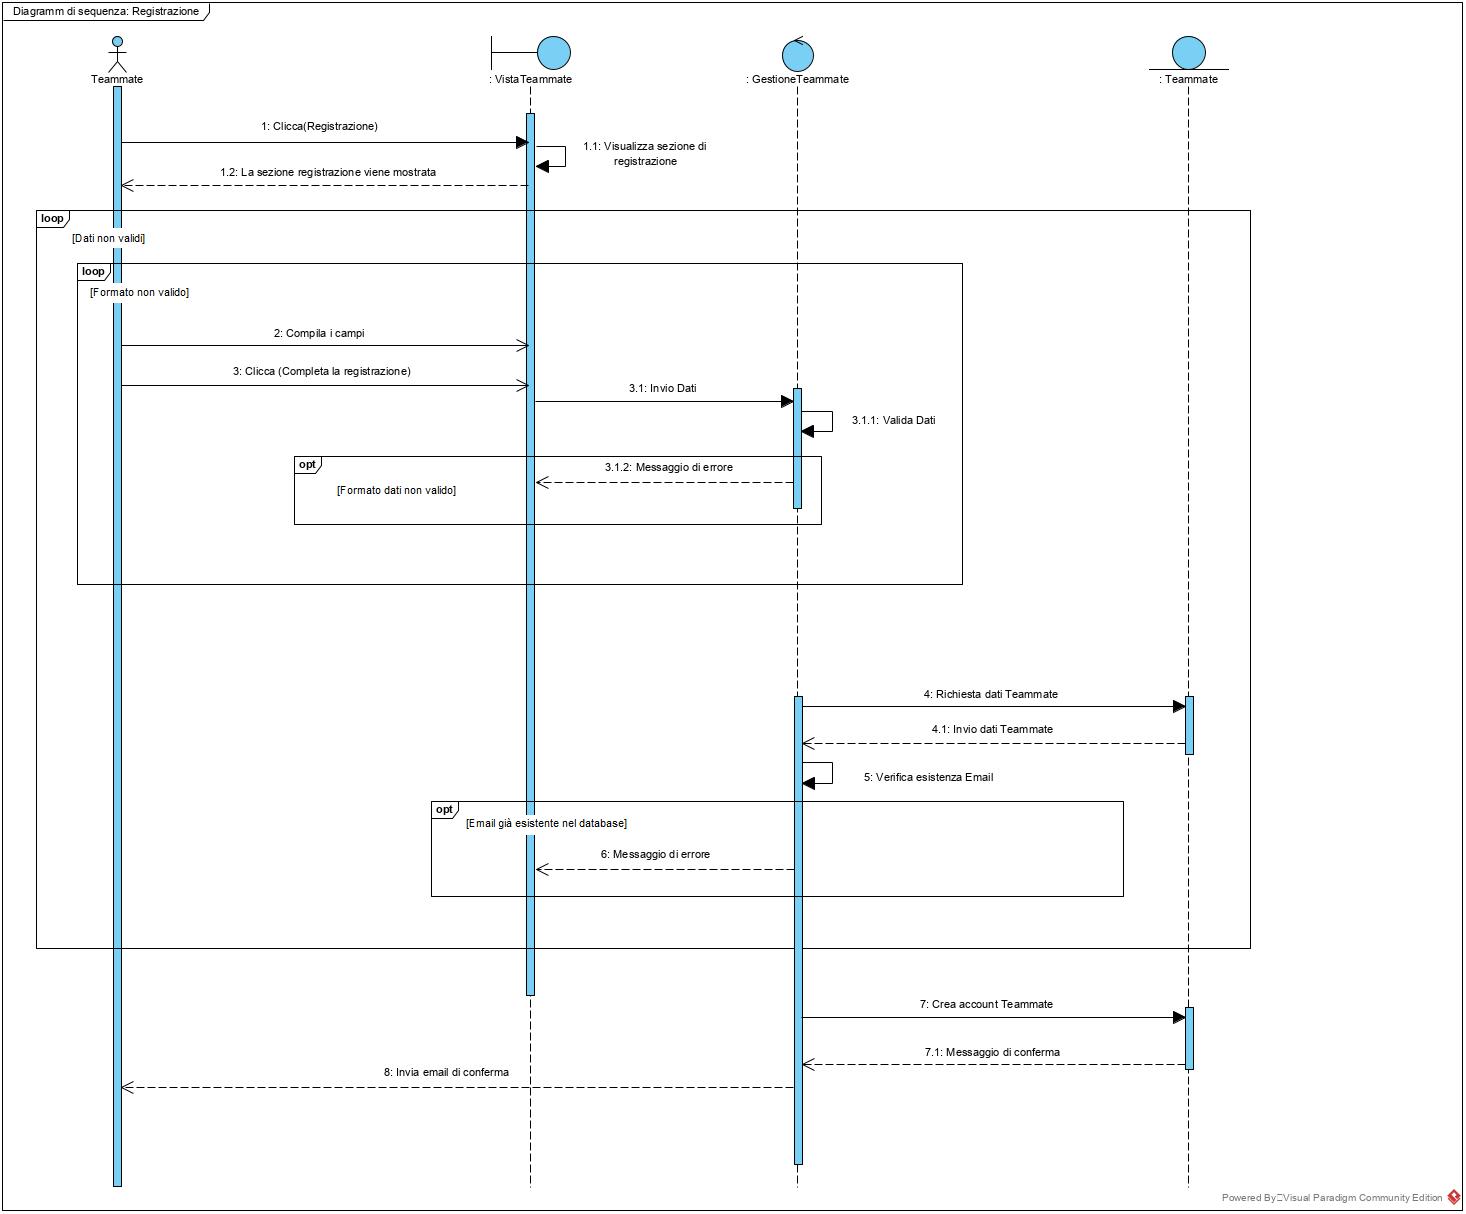 Diagramm di sequenza: Registrazione
Teammate
: VistaTeammate
: GestioneTeammate
: Teammate
1: Clicca(Registrazione)
1.1: Visualizza sezione di
registrazione
1.2: La sezione registrazione viene mostrata
loop
[Dati non validi]
loop
[Formato non valido]
2: Compila i campi
3: Clicca (Completa la registrazione)
3.1: Invio Dati
3.1.1: Valida Dati
opt
3.1.2: Messaggio di errore
[Formato dati non valido]
4: Richiesta dati Teammate
4.1: Invio dati Teammate
5: Verifica esistenza Email
opt
[Email già esistente nel database]
6: Messaggio di errore
7: Crea account Teammate
7.1: Messaggio di conferma
8: Invia email di conferma
Powered By Visual Paradigm Community Edition